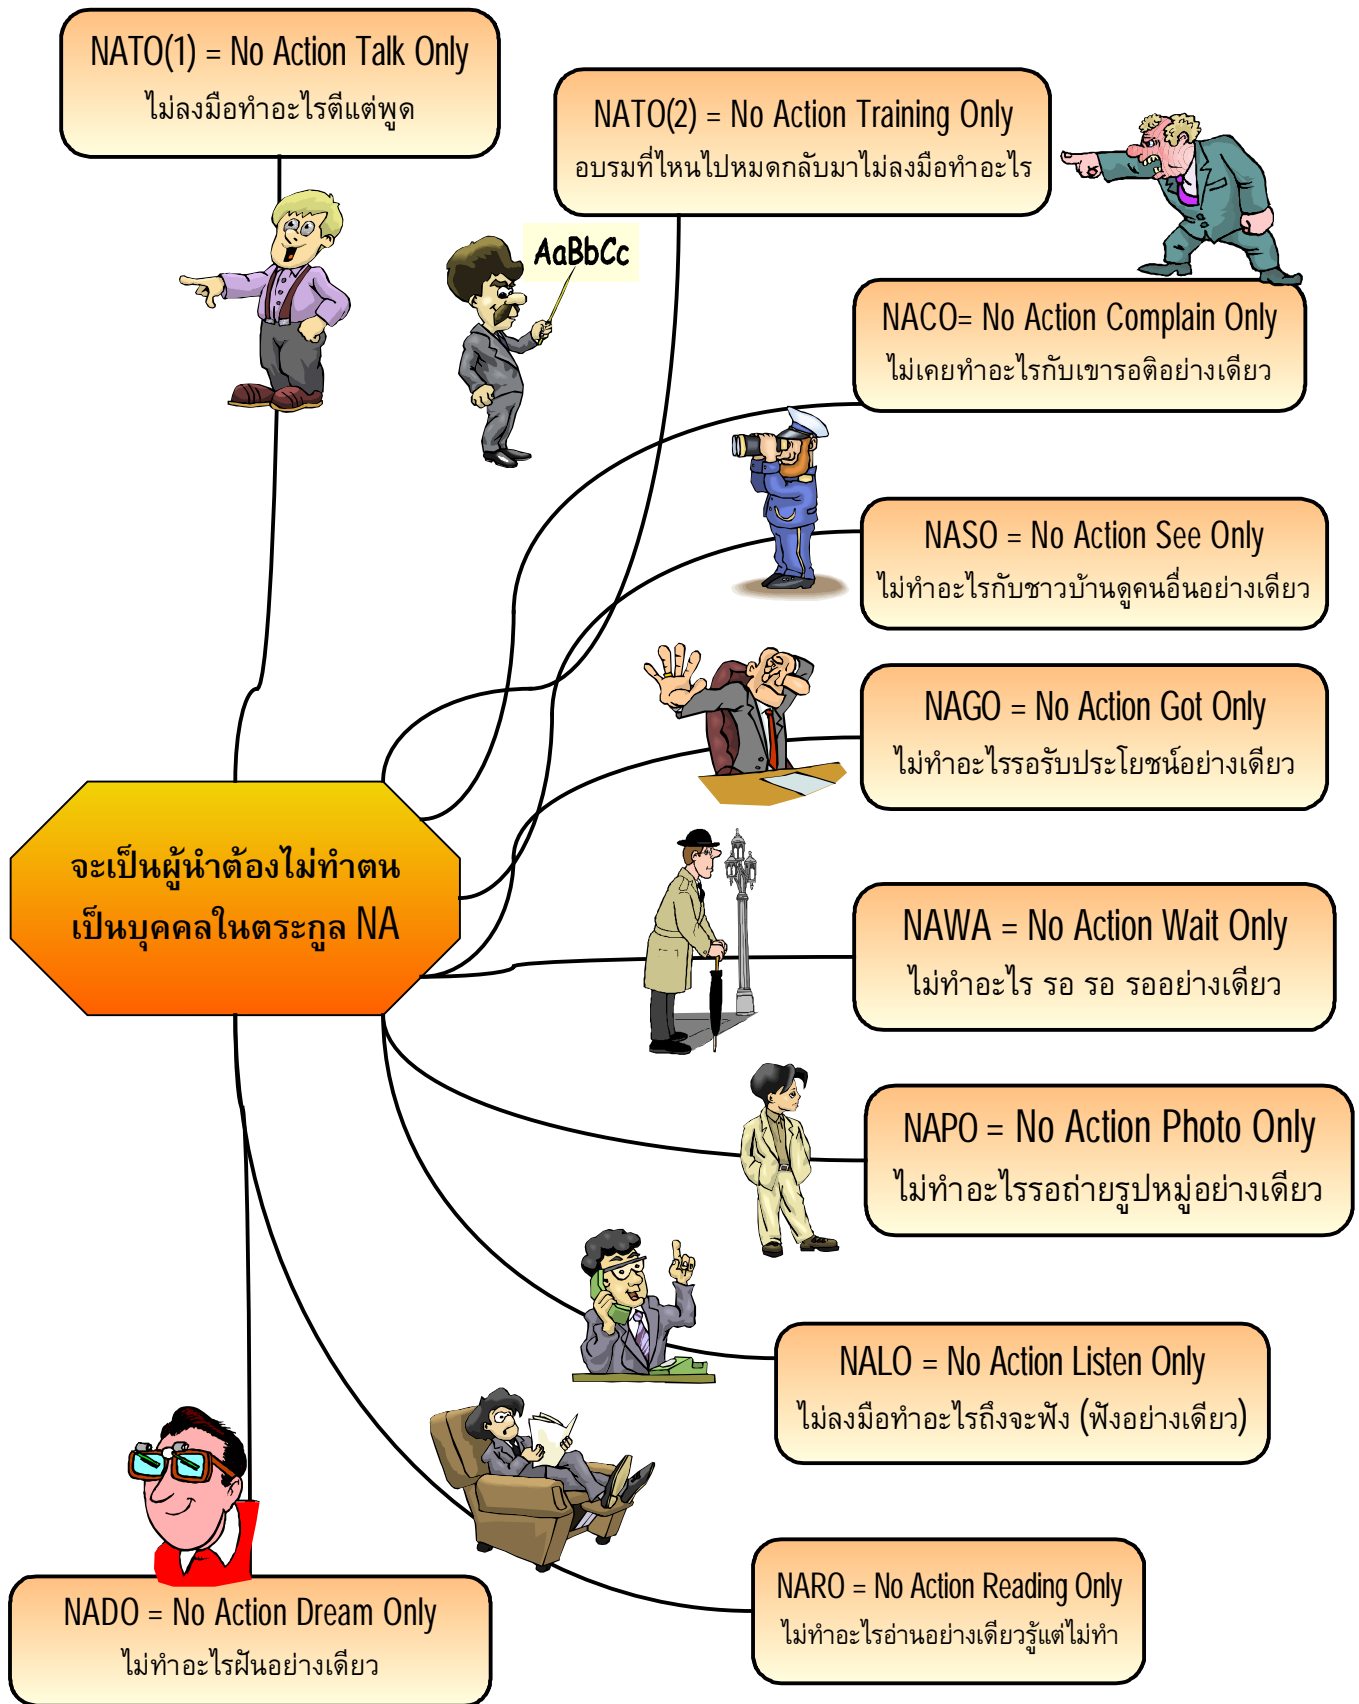 NATO(1) = No Action Talk Only
ไม่ลงมือทำอะไรตีแต่พูด
NATO(2) = No Action Training Only
อบรมที่ไหนไปหมดกลับมาไม่ลงมือทำอะไร
AaBbCc
NACO= No Action Complain Only
ไม่เคยทำอะไรกับเขารอติอย่างเดียว
NASO = No Action See Only
ไม่ทำอะไรกับชาวบ้านดูคนอื่นอย่างเดียว
NAGO = No Action Got Only
ไม่ทำอะไรรอรับประโยชน์อย่างเดียว
จะเป็นผู้นำต้องไม่ทำตน
เป็นบุคคลในตระกูล NA
NAWA = No Action Wait Only
ไม่ทำอะไร รอ รอ รออย่างเดียว
NAPO = No Action Photo Only
ไม่ทำอะไรรอถ่ายรูปหมู่อย่างเดียว
NALO = No Action Listen Only
ไม่ลงมือทำอะไรถึงจะฟัง (ฟังอย่างเดียว)
NARO = No Action Reading Only
ไม่ทำอะไรอ่านอย่างเดียวรู้แต่ไม่ทำ
NADO = No Action Dream Only
ไม่ทำอะไรฝันอย่างเดียว